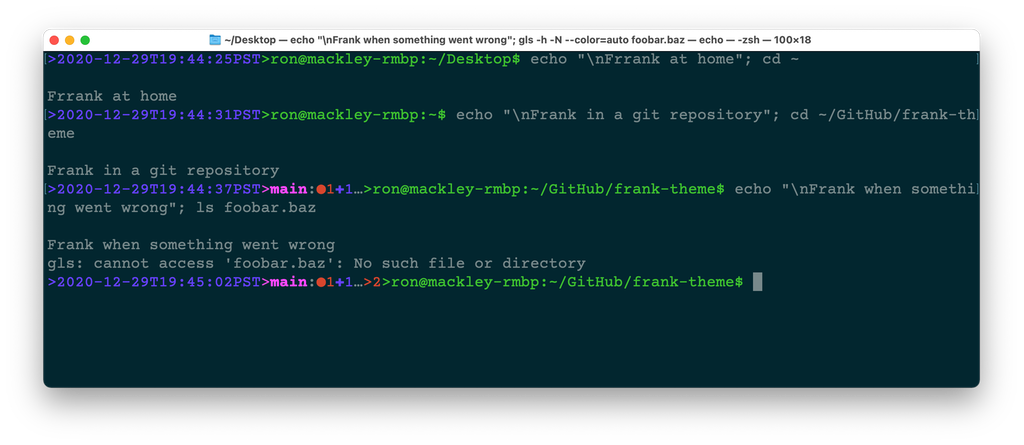 ~/Desktop — echo "\nFrank when something went wrong"; gls -h -N --color=auto foobar.baz — echo — -zsh — 100×18
>2020-12-29T19:44:25PST>ron@mackley-rmbp:~/Desktop$ echo "\nFrrank at home"; cd ~
Frrank at home
>2020-12-29T19:44:31PST>ron@mackley-rmbp:~$ echo "\nFrank in a git repository"; cd ~/GitHub/frank-th
eme
Frank in a git repository
>2020-12-29T19:44:37PST>main:●1✚1…>ron@mackley-rmbp:~/GitHub/frank-theme$ echo "\nFrank when somethi
ng went wrong"; ls foobar.baz
Frank when something went wrong
gls: cannot access 'foobar.baz': No such file or directory
>2020-12-29T19:45:02PST>main:●1✚1…>2>ron@mackley-rmbp:~/GitHub/frank-theme$